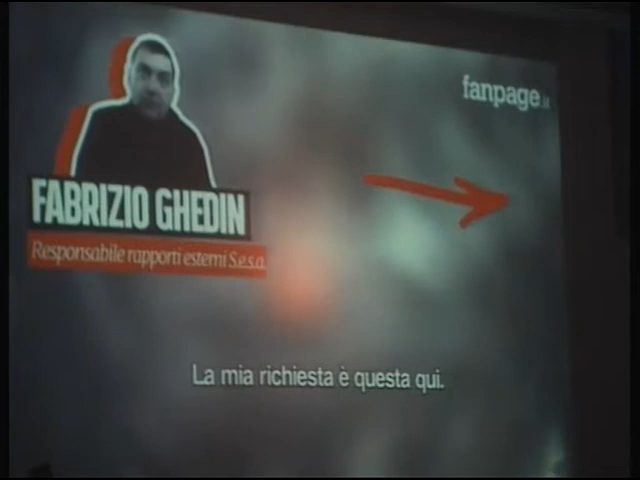 fanpage.it
FABRIZIO GHEDIN
Responsabile rapporti esterni S.e.s.a.
La mia richiesta è questa qui.